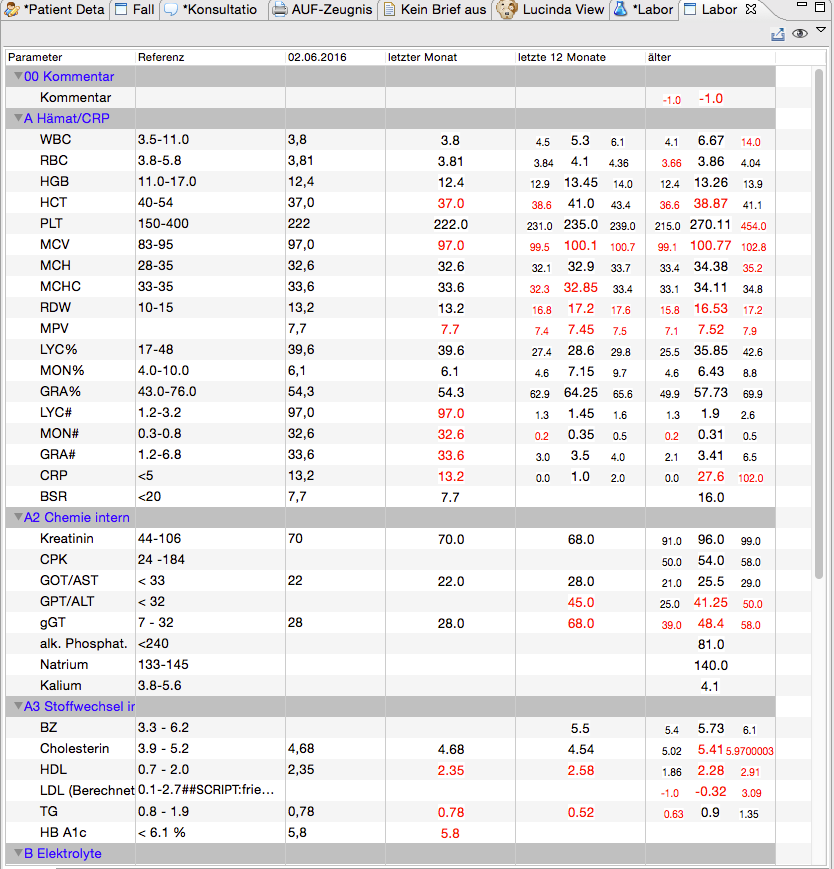 *Patient Deta Fall *Konsultatio AUF-Zeugnis Kein Brief aus Lucinda View *Labor Labor
Parameter Referenz 02.06.2016 letzter Monat letzte 12 Monate älter
00 Kommentar
Kommentar -1.0 -1.0
A Hämat/CRP
WBC 3.5-11.0 3,8 3.8 4.5 5.3 6.1 4.1 6.67 14.0
RBC 3.8-5.8 3,81 3.81 3.84 4.1 4.36 3.66 3.86 4.04
HGB 11.0-17.0 12,4 12.4 12.9 13.45 14.0 12.4 13.26 13.9
HCT 40-54 37,0 37.0 38.6 41.0 43.4 36.6 38.87 41.1
PLT 150-400 222 222.0 231.0 235.0 239.0 215.0 270.11 454.0
MCV 83-95 97,0 97.0 99.5 100.1 100.7 99.1 100.77 102.8
MCH 28-35 32,6 32.6 32.1 32.9 33.7 33.4 34.38 35.2
MCHC 33-35 33,6 33.6 32.3 32.85 33.4 33.1 34.11 34.8
RDW 10-15 13,2 13.2 16.8 17.2 17.6 15.8 16.53 17.2
MPV 7,7 7.7 7.4 7.45 7.5 7.1 7.52 7.9
LYC% 17-48 39,6 39.6 27.4 28.6 29.8 25.5 35.85 42.6
MON% 4.0-10.0 6,1 6.1 4.6 7.15 9.7 4.6 6.43 8.8
GRA% 43.0-76.0 54,3 54.3 62.9 64.25 65.6 49.9 57.73 69.9
LYC# 1.2-3.2 97,0 97.0 1.3 1.45 1.6 1.3 1.9 2.6
MON# 0.3-0.8 32,6 32.6 0.2 0.35 0.5 0.2 0.31 0.5
GRA# 1.2-6.8 33,6 33.6 3.0 3.5 4.0 2.1 3.41 6.5
CRP <5 13,2 13.2 0.0 1.0 2.0 0.0 27.6 102.0
BSR <20 7,7 7.7 16.0
A2 Chemie intern
Kreatinin 44-106 70 70.0 68.0 91.0 96.0 99.0
CPK 24 -184 50.0 54.0 58.0
GOT/AST < 33 22 22.0 28.0 21.0 25.5 29.0
GPT/ALT < 32 45.0 25.0 41.25 50.0
gGT 7 - 32 28 28.0 68.0 39.0 48.4 58.0
alk. Phosphat. <240 81.0
Natrium 133-145 140.0
Kalium 3.8-5.6 4.1
A3 Stoffwechsel in
BZ 3.3 - 6.2 5.5 5.4 5.73 6.1
Cholesterin 3.9 - 5.2 4,68 4.68 4.54 5.02 5.41 5.9700003
HDL 0.7 - 2.0 2,35 2.35 2.58 1.86 2.28 2.91
LDL (Berechnet 0.1-2.7##SCRIPT:frie... -1.0 -0.32 3.09
TG 0.8 - 1.9 0,78 0.78 0.52 0.63 0.9 1.35
HB A1c < 6.1 % 5,8 5.8
B Elektrolyte